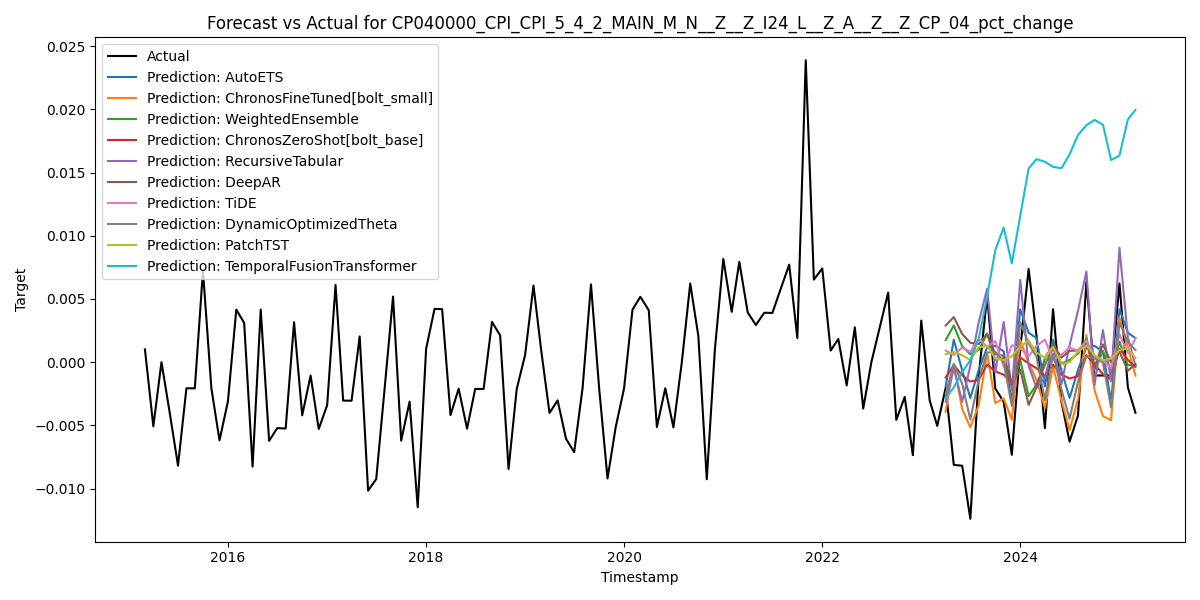 Forecast vs Actual for CP040000_CPI_CPI_5_4_2_MAIN_M_N__Z__Z_I24_L__Z_A__Z__Z_CP_04_pct_change
0.025
0.020
0.015
0.010
0.005
0.000
−0.005
−0.010
Target
Actual
Prediction: AutoETS
Prediction: ChronosFineTuned[bolt_small]
Prediction: WeightedEnsemble
Prediction: ChronosZeroShot[bolt_base]
Prediction: RecursiveTabular
Prediction: DeepAR
Prediction: TiDE
Prediction: DynamicOptimizedTheta
Prediction: PatchTST
Prediction: TemporalFusionTransformer
2016
2018
2020
2022
2024
Timestamp